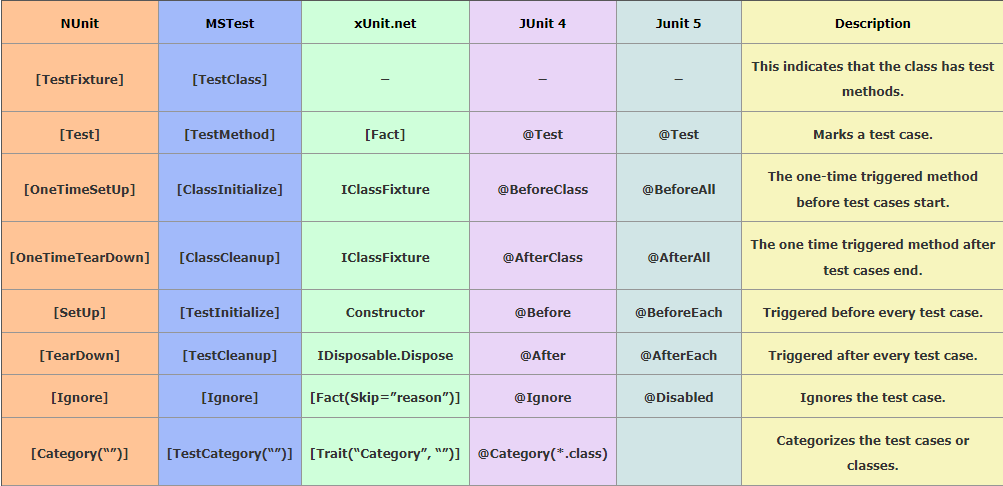 NUnit MSTest xUnit.net JUnit 4 Junit 5 Description
[TestFixture] [TestClass] – – – This indicates that the class has test
methods.
[Test] [TestMethod] [Fact] @Test @Test Marks a test case.
[OneTimeSetUp] [ClassInitialize] IClassFixture @BeforeClass @BeforeAll The one-time triggered method
before test cases start.
[OneTimeTearDown] [ClassCleanup] IClassFixture @AfterClass @AfterAll The one time triggered method after
test cases end.
[SetUp] [TestInitialize] Constructor @Before @BeforeEach Triggered before every test case.
[TearDown] [TestCleanup] IDisposable.Dispose @After @AfterEach Triggered after every test case.
[Ignore] [Ignore] [Fact(Skip=”reason”)] @Ignore @Disabled Ignores the test case.
[Category(“”)] [TestCategory(“”)] [Trait(“Category”, “”)] @Category(*.class) Categorizes the test cases or
classes.